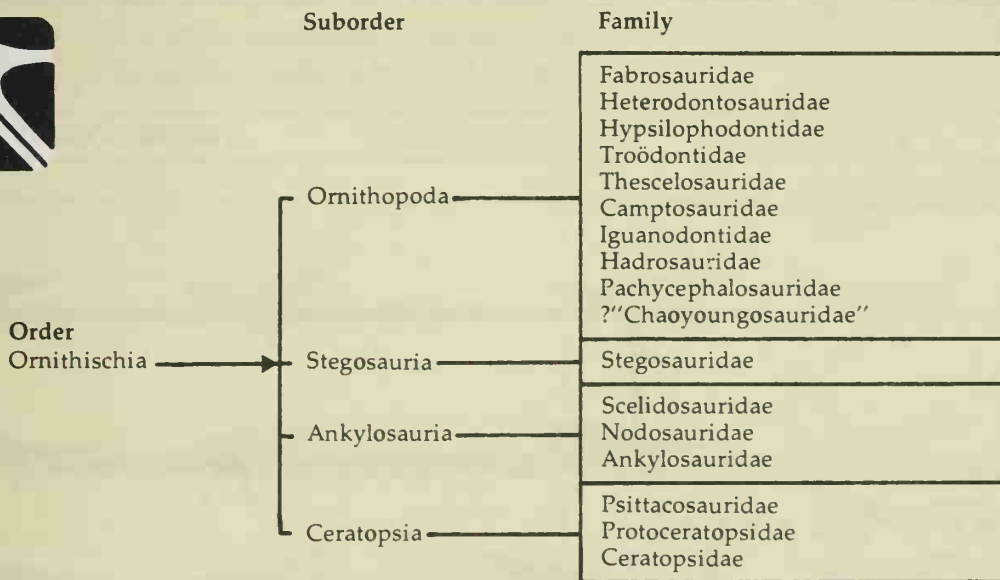 Suborder Family
Fabrosauridae
Heterodontosauridae
Hypsilophodontidae
Troödontidae
Ornithopoda Thescelosauridae
Camptosauridae
Iguanodontidae
Hadrosauridae
Pachycephalosauridae
?"Chaoyoungosauridae"
Order
Ornithischia Stegosauria Stegosauridae
Scelidosauridae
Ankylosauria Nodosauridae
Ankylosauridae
Psittacosauridae
Ceratopsia Protoceratopsidae
Ceratopsidae